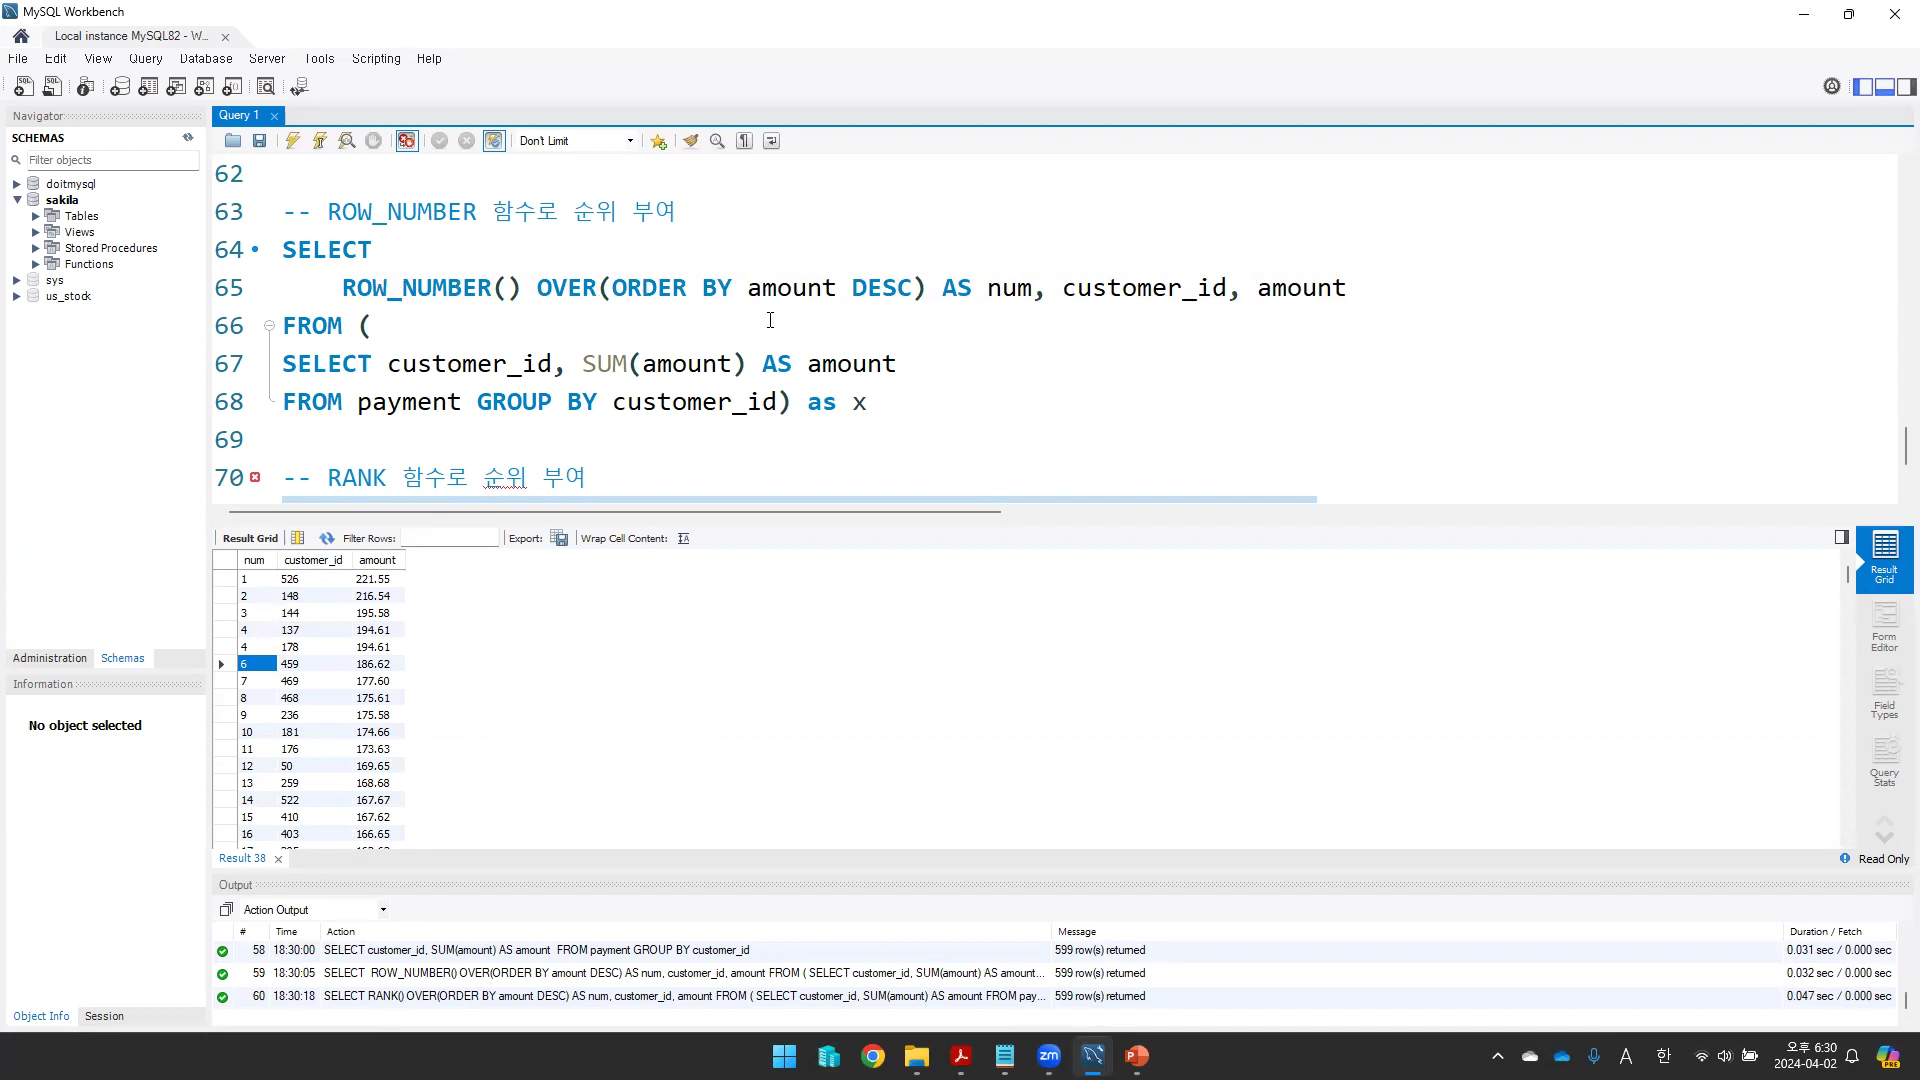 MySQL Workbench
Local instance MySQL82 - W...
File Edit View Query Database Server Tools Scripting Help
Navigator
SCHEMAS
Filter objects
doitmysql
sakila
Tables
Views
Stored Procedures
Functions
sys
us_stock
Administration Schemas
Information
No object selected
Object Info Session
Query 1
Don't Limit
62
63 -- ROW_NUMBER 함수로 순위 부여
64 SELECT
65 ROW_NUMBER() OVER(ORDER BY amount DESC) AS num, customer_id, amount
66 FROM (
67 SELECT customer_id, SUM(amount) AS amount
68 FROM payment GROUP BY customer_id) as x
69
70 -- RANK 함수로 순위 부여
Result Grid Filter Rows: Export: Wrap Cell Content:
num customer_id amount
1 526 221.55
2 148 216.54
3 144 195.58
4 137 194.61
4 178 194.61
6 459 186.62
7 469 177.60
8 468 175.61
9 236 175.58
10 181 174.66
11 176 173.63
12 50 169.65
13 259 168.68
14 522 167.67
15 410 167.62
16 403 166.65
Result Grid
Form Editor
Field Types
Query Stats
Result 38
Read Only
Output
Action Output
# Time Action Message Duration / Fetch
58 18:30:00 SELECT customer_id, SUM(amount) AS amount FROM payment GROUP BY customer_id 599 row(s) returned 0.031 sec / 0.000 sec
59 18:30:05 SELECT ROW_NUMBER() OVER(ORDER BY amount DESC) AS num, customer_id, amount FROM ( SELECT customer_id, SUM(amount) AS amount... 599 row(s) returned 0.032 sec / 0.000 sec
60 18:30:18 SELECT RANK() OVER(ORDER BY amount DESC) AS num, customer_id, amount FROM ( SELECT customer_id, SUM(amount) AS amount FROM pay... 599 row(s) returned 0.047 sec / 0.000 sec
zm
A 한
오후 6:30
2024-04-02
PRE